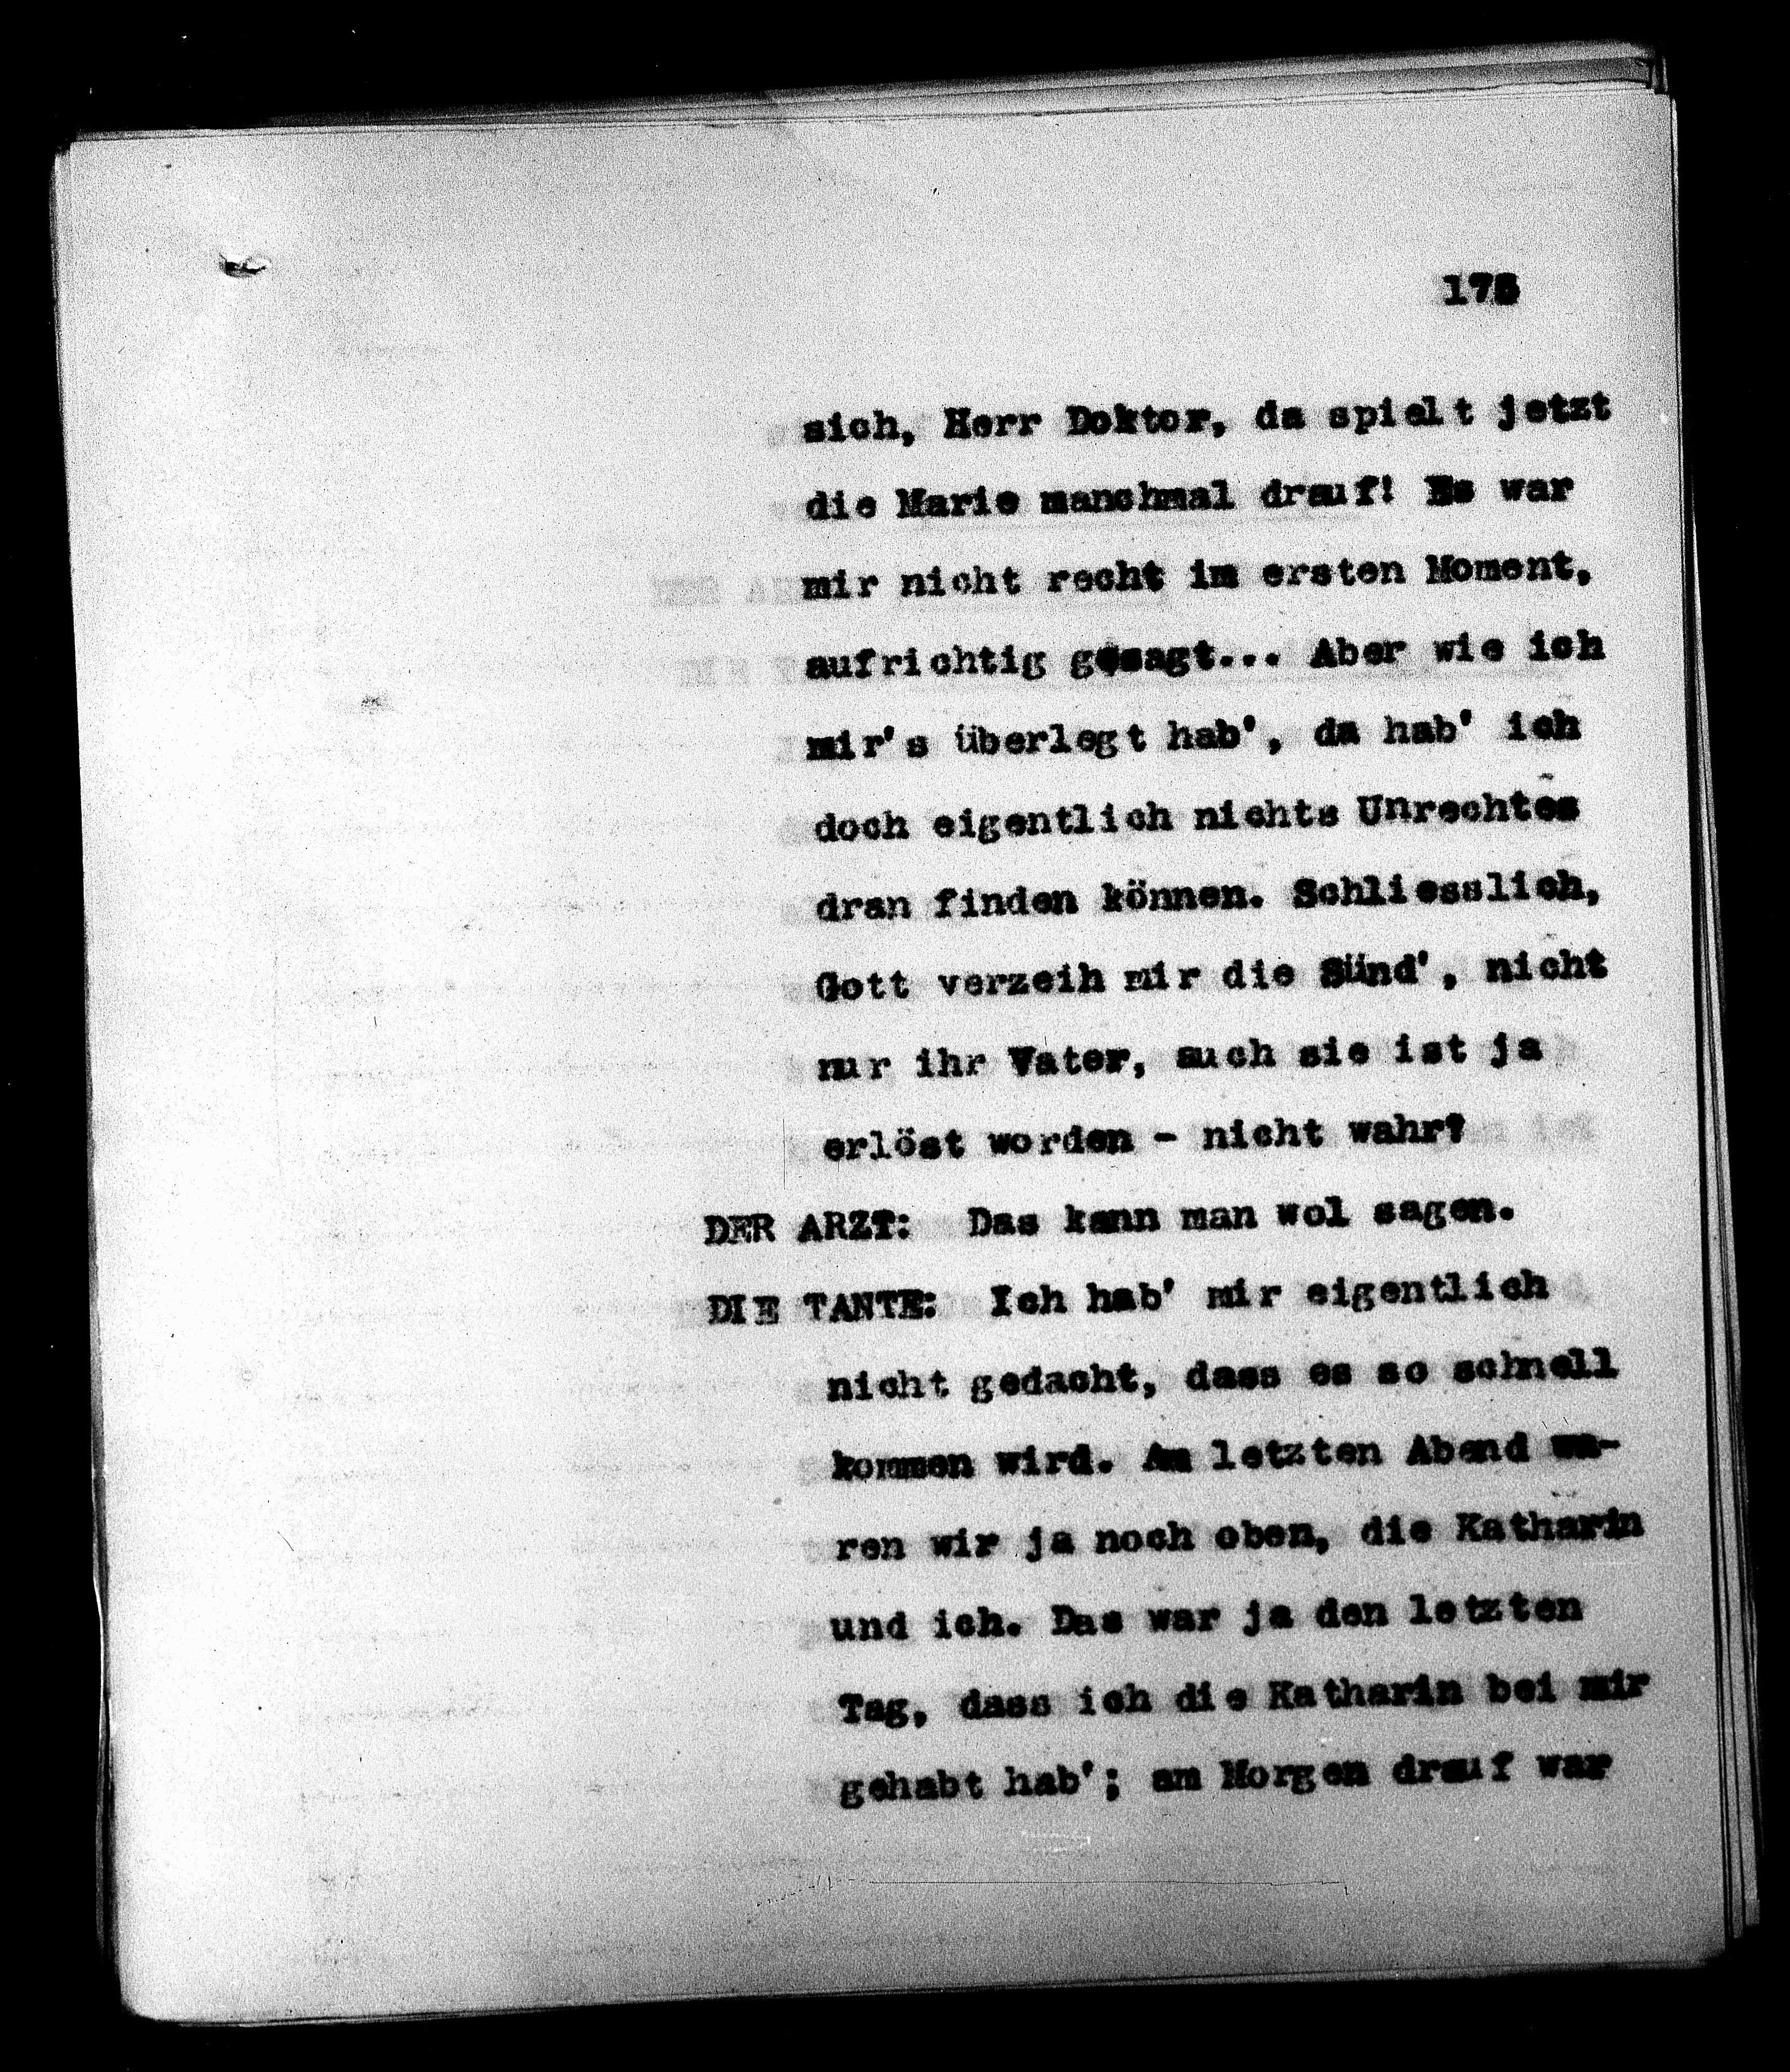 sich, Herr Doktor, da spielt jetzt
die Marie manchmal drauf! Es war
mir nicht recht im ersten Moment,
aufrichtig gesagt... Aber wie ich
mir's überlegt hab', da hab' ich
doch eigentlich nichts Unrechtes
dran finden können. Schliesslich,
Gott verzeih mir die Sünd', nicht
nur ihr Vater, auch sie ist ja
erlöst worden - nicht wahr?
DER ARZT: Das kann man wol sagen.
DIE TANTE: Ich hab' mir eigentlich
nicht gedacht, dass es so schnell
kommen wird. Am letzten Abend wa-
ren wir ja noch oben, die Katharin
und ich. Das war ja den letzten
Tag, dass ich die Katharin bei mir
gehabt hab'; am Morgen drauf war